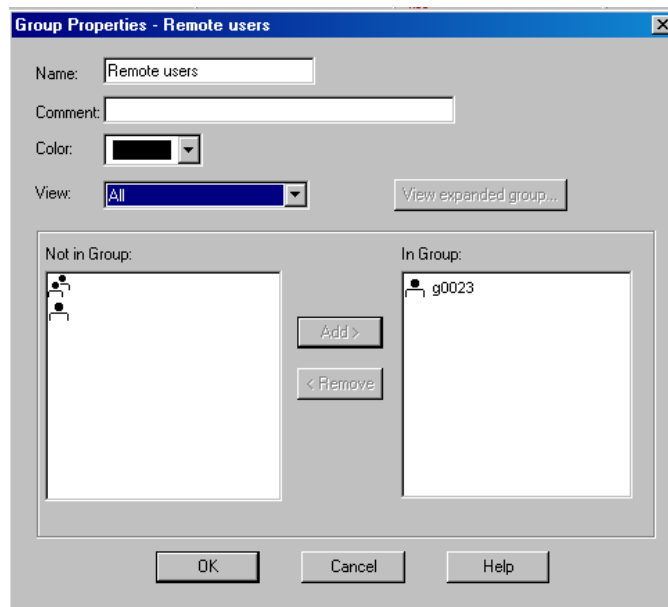 Group Properties - Remote users
Name: Remote users
Comment:
Color:
View: All View expanded group...
Not in Group: In Group:
g0023
Add >
< Remove
OK Cancel Help